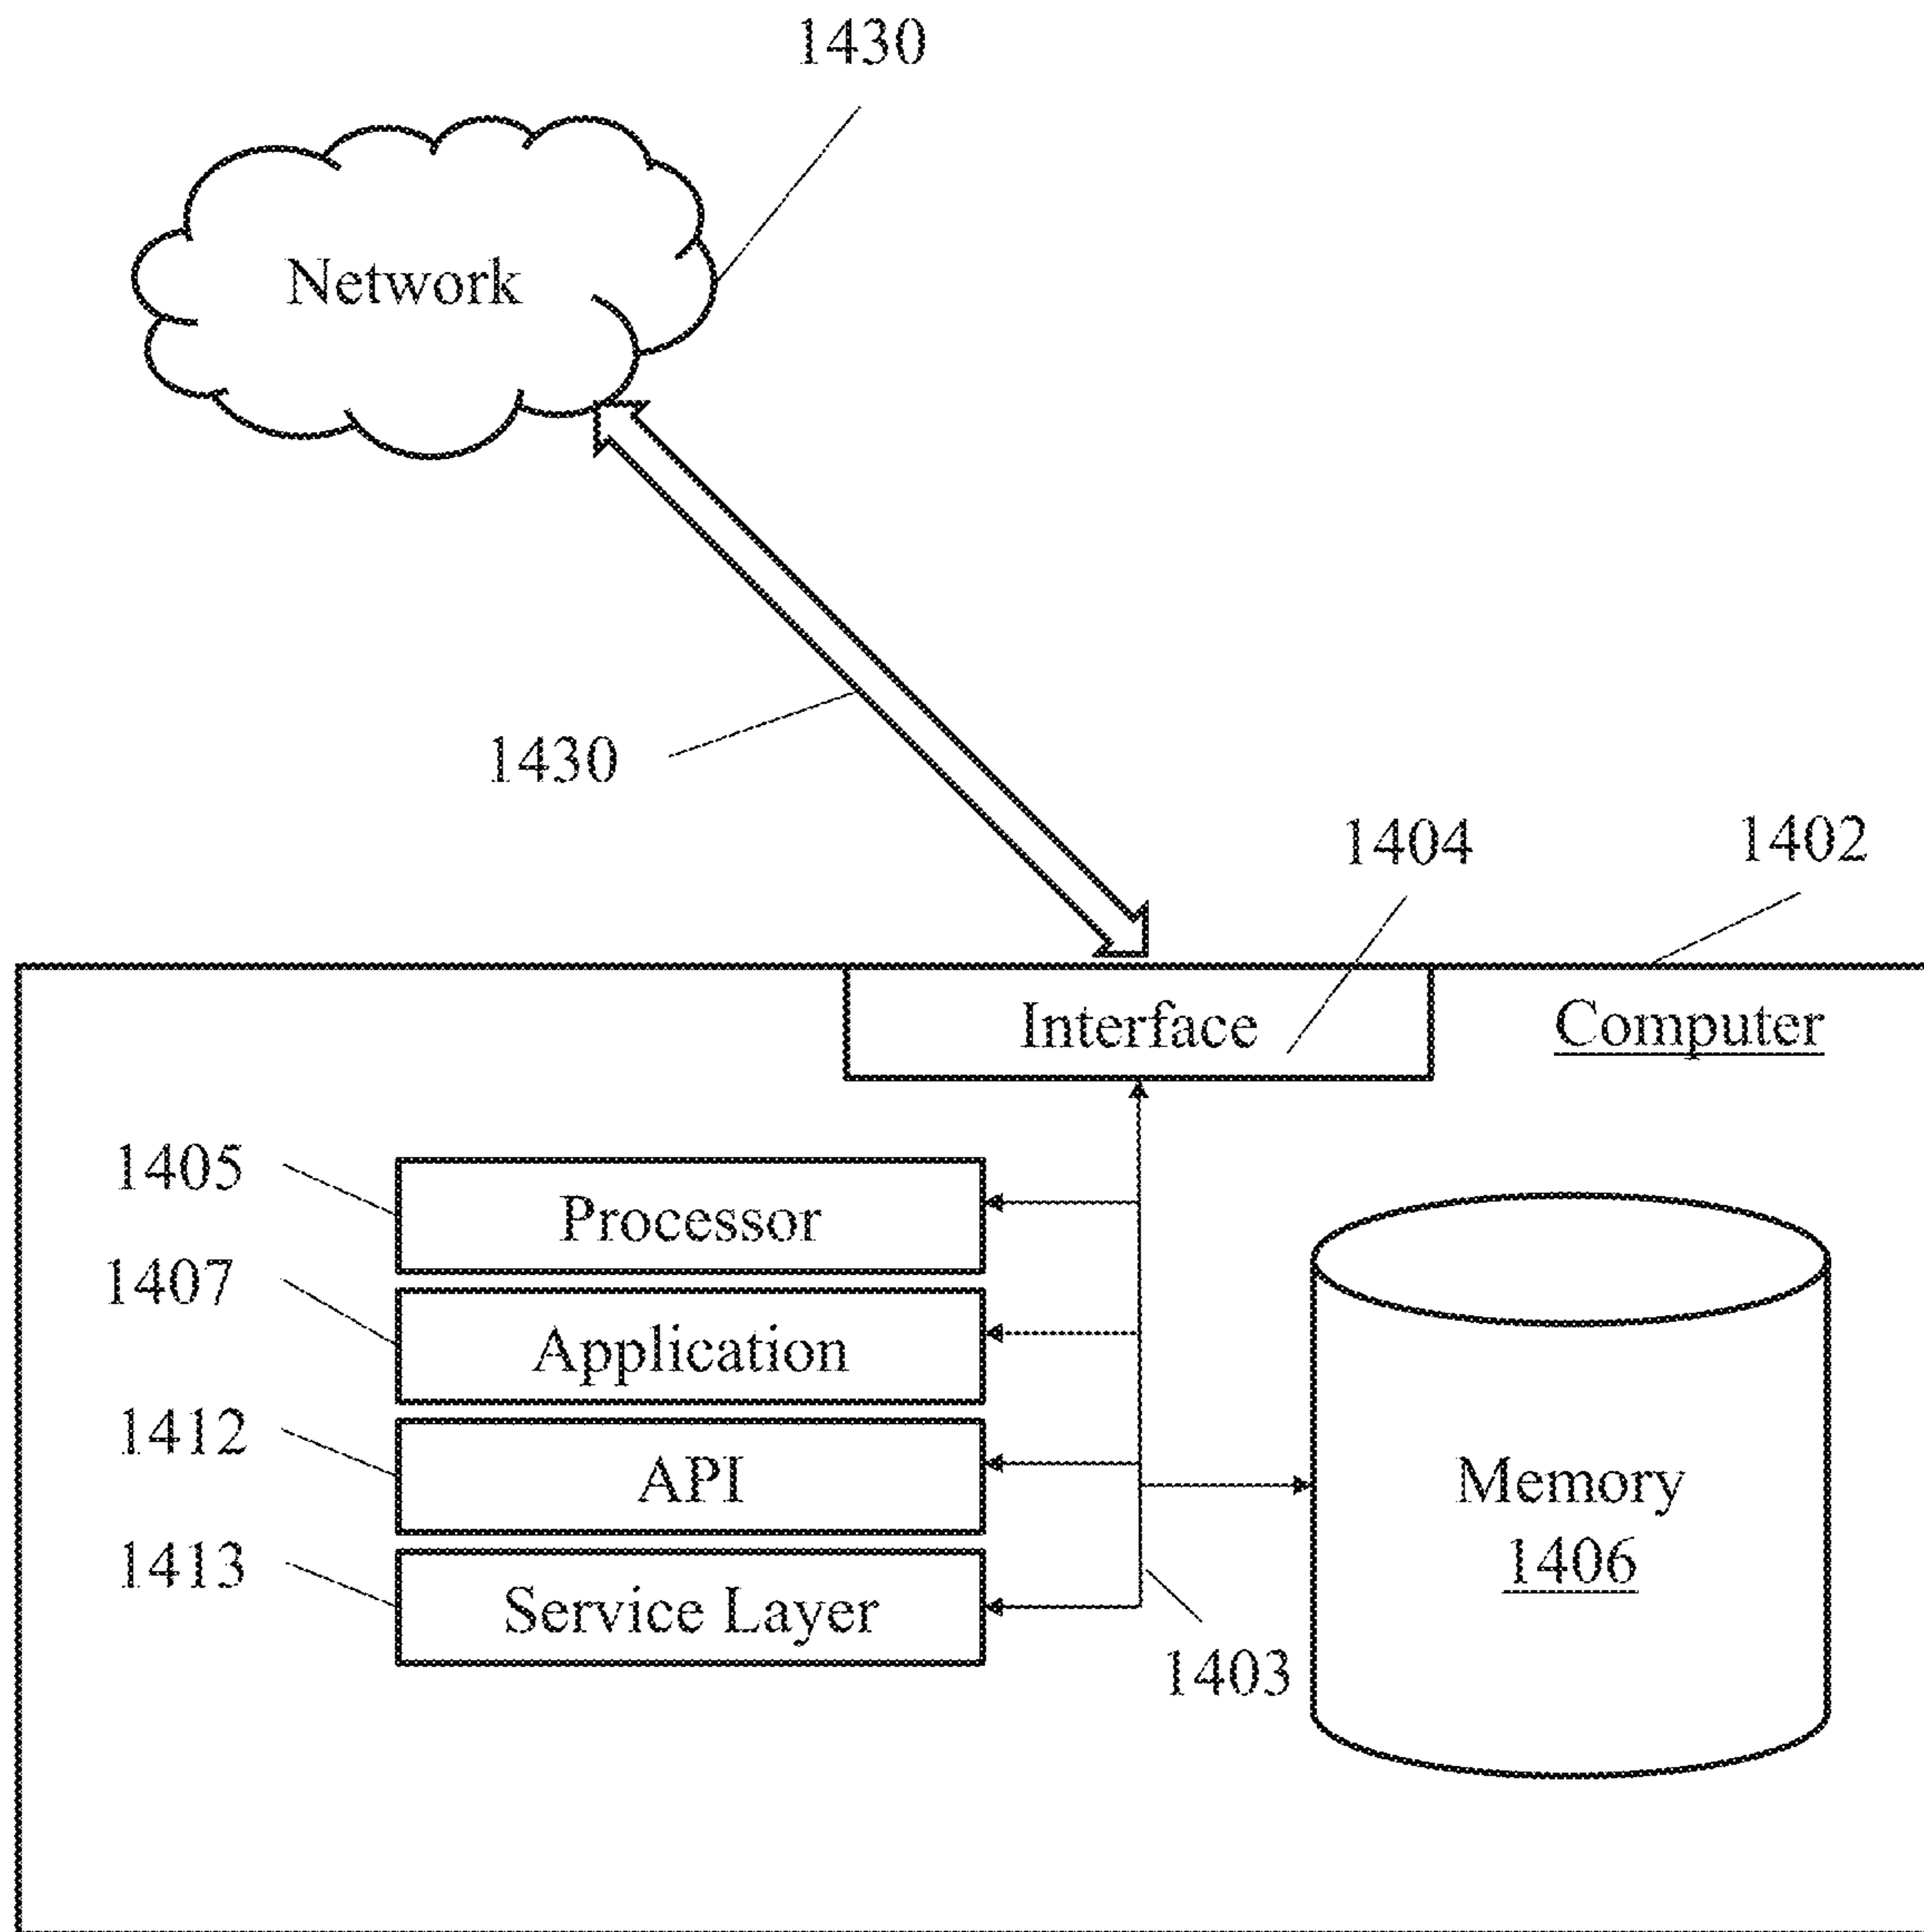 1430
Network
1430
1404
1402
Interface
Computer
1405
Processor
1407
Application
1412
API
Memory
1406
1413
Service Layer
1403